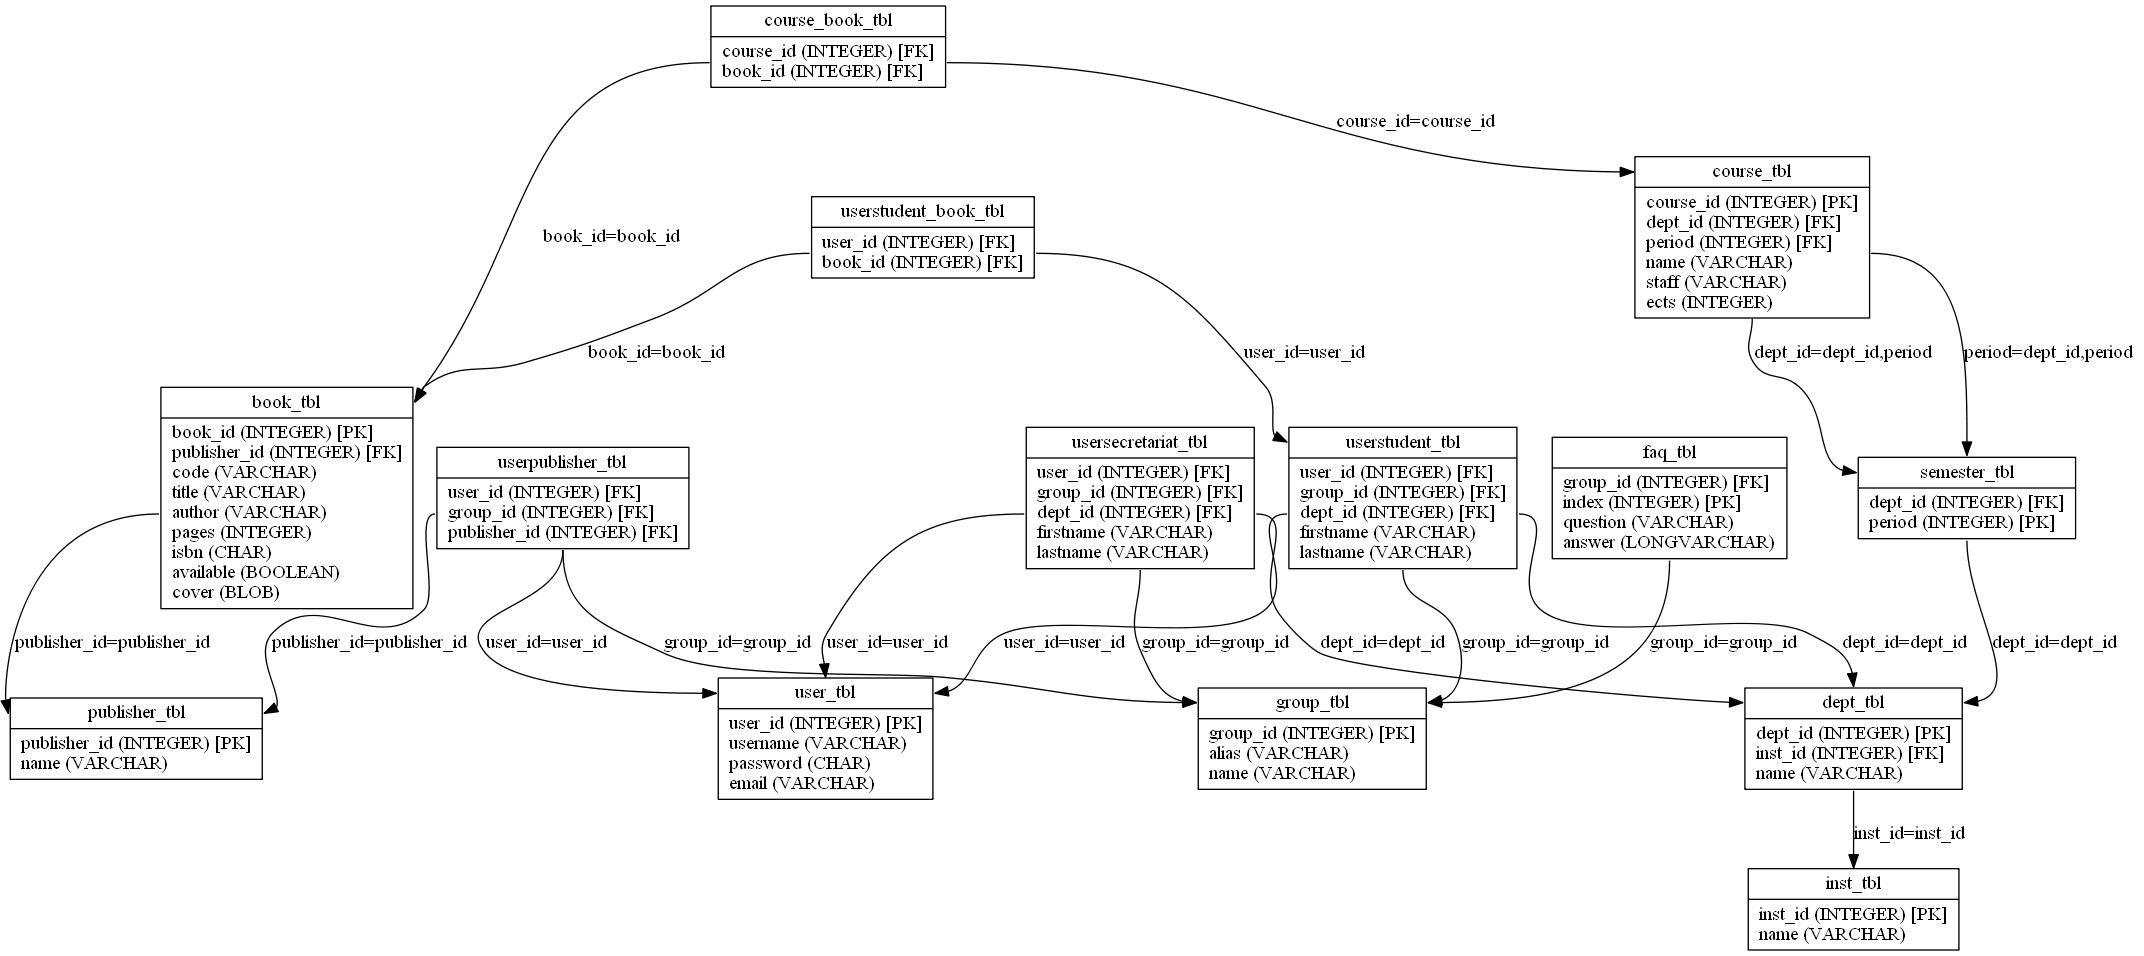 course_book_tbl
course_id (INTEGER) [FK]
book_id (INTEGER) [FK]
course_id=course_id
course_tbl
course_id (INTEGER) [PK]
dept_id (INTEGER) [FK]
period (INTEGER) [FK]
name (VARCHAR)
staff (VARCHAR)
ects (INTEGER)
userstudent_book_tbl
user_id (INTEGER) [FK]
book_id (INTEGER) [FK]
book_id=book_id
book_id=book_id
user_id=user_id
dept_id=dept_id,period
period=dept_id,period
book_tbl
book_id (INTEGER) [PK]
publisher_id (INTEGER) [FK]
code (VARCHAR)
title (VARCHAR)
author (VARCHAR)
pages (INTEGER)
isbn (CHAR)
available (BOOLEAN)
cover (BLOB)
userpublisher_tbl
user_id (INTEGER) [FK]
group_id (INTEGER) [FK]
publisher_id (INTEGER) [FK]
usersecretariat_tbl
user_id (INTEGER) [FK]
group_id (INTEGER) [FK]
dept_id (INTEGER) [FK]
firstname (VARCHAR)
lastname (VARCHAR)
userstudent_tbl
user_id (INTEGER) [FK]
group_id (INTEGER) [FK]
dept_id (INTEGER) [FK]
firstname (VARCHAR)
lastname (VARCHAR)
faq_tbl
group_id (INTEGER) [FK]
index (INTEGER) [PK]
question (VARCHAR)
answer (LONGVARCHAR)
semester_tbl
dept_id (INTEGER) [FK]
period (INTEGER) [PK]
publisher_id=publisher_id
publisher_id=publisher_id
user_id=user_id
group_id=group_id
user_id=user_id
user_id=user_id
group_id=group_id
dept_id=dept_id
group_id=group_id
group_id=group_id
dept_id=dept_id
dept_id=dept_id
publisher_tbl
publisher_id (INTEGER) [PK]
name (VARCHAR)
user_tbl
user_id (INTEGER) [PK]
username (VARCHAR)
password (CHAR)
email (VARCHAR)
group_tbl
group_id (INTEGER) [PK]
alias (VARCHAR)
name (VARCHAR)
dept_tbl
dept_id (INTEGER) [PK]
inst_id (INTEGER) [FK]
name (VARCHAR)
inst_id=inst_id
inst_tbl
inst_id (INTEGER) [PK]
name (VARCHAR)